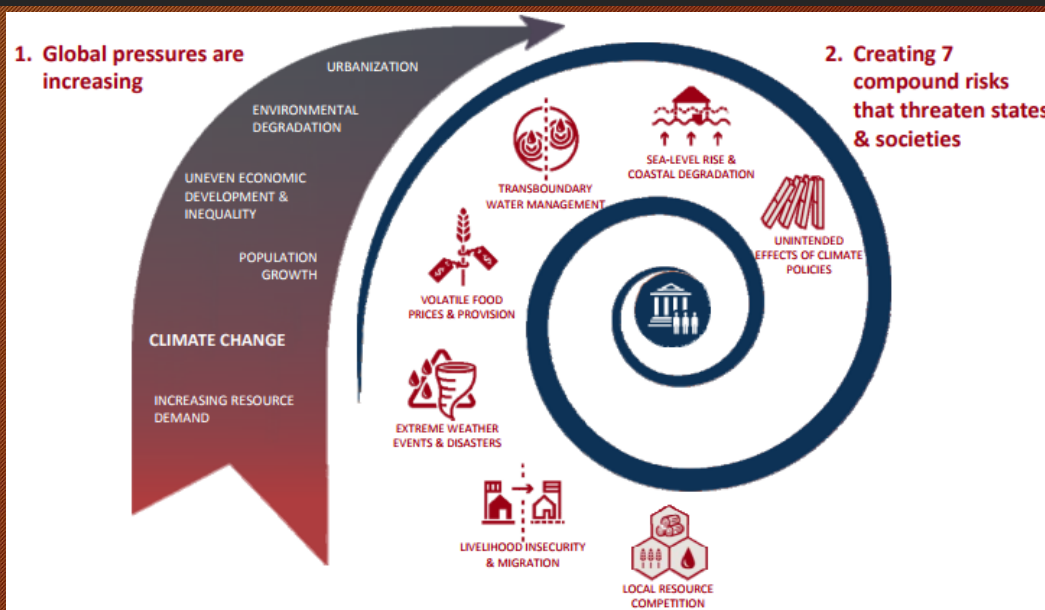 1. Global pressures are
increasing
URBANIZATION
ENVIRONMENTAL
DEGRADATION
UNEVEN ECONOMIC
DEVELOPMENT &
INEQUALITY
POPULATION
GROWTH
CLIMATE CHANGE
INCREASING RESOURCE
DEMAND
2. Creating 7
compound risks
that threaten states
& societies
TRANSBOUNDARY
WATER MANAGEMENT
SEA-LEVEL RISE &
COASTAL DEGRADATION
UNINTENDED
EFFECTS OF CLIMATE
POLICIES
VOLATILE FOOD
PRICES & PROVISION
EXTREME WEATHER
EVENTS & DISASTERS
LIVELIHOOD INSECURITY
& MIGRATION
LOCAL RESOURCE
COMPETITION